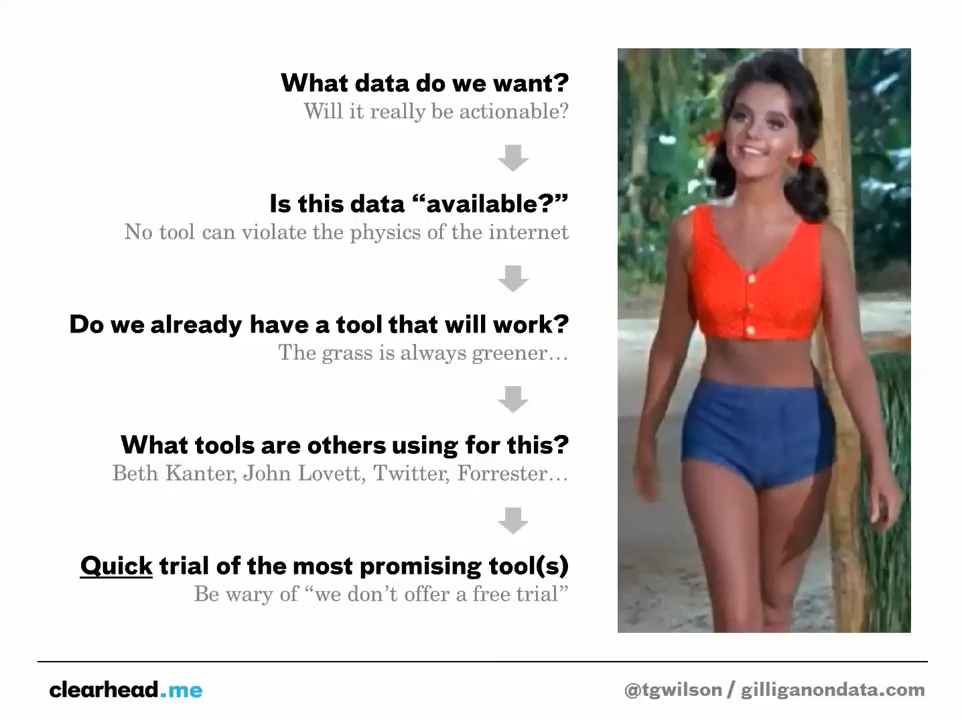 What data do we want?
Will it really be actionable?
Is this data “available?”
No tool can violate the physics of the internet
Do we already have a tool that will work?
The grass is always greener…
What tools are others using for this?
Beth Kanter, John Lovett, Twitter, Forrester…
Quick trial of the most promising tool(s)
Be wary of “we don’t offer a free trial”
clearhead.me
@tgwilson / gilliganondata.com